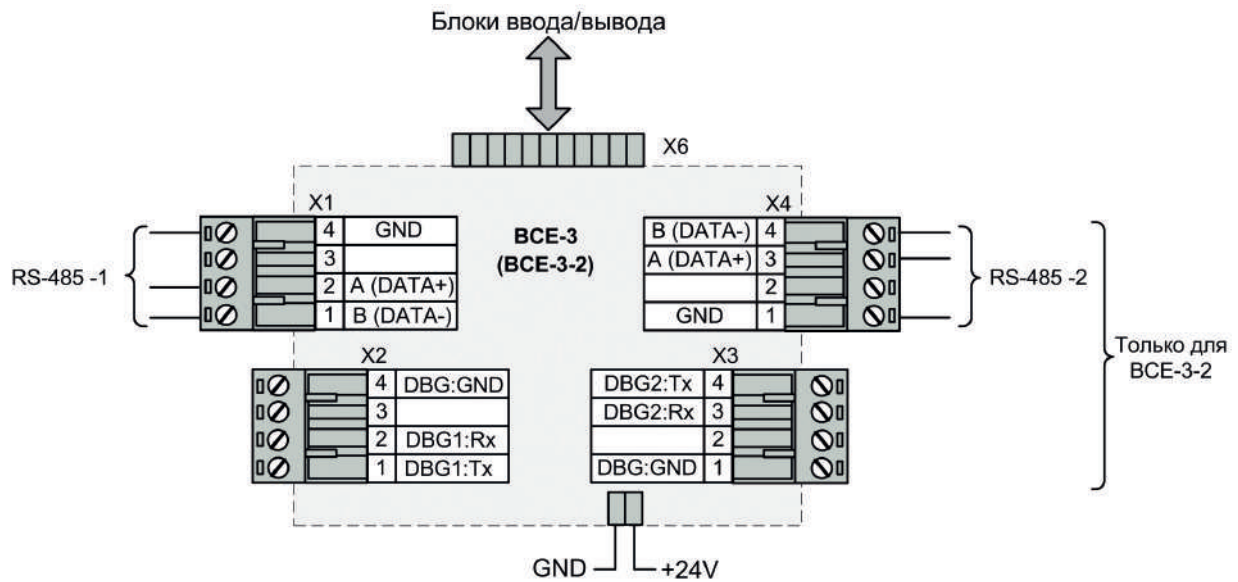 Блоки ввода/вывода
X6
X1
4 GND
3
2 A (DATA+)
1 B (DATA-)
RS-485 -1
ВСЕ-3
(ВСЕ-3-2)
X4
B (DATA-) 4
A (DATA+) 3
2
GND 1
RS-485 -2
X2
4 DBG:GND
3
2 DBG1:Rx
1 DBG1:Tx
X3
DBG2:Tx 4
DBG2:Rx 3
2
DBG:GND 1
Только для
ВСЕ-3-2
GND
+24V